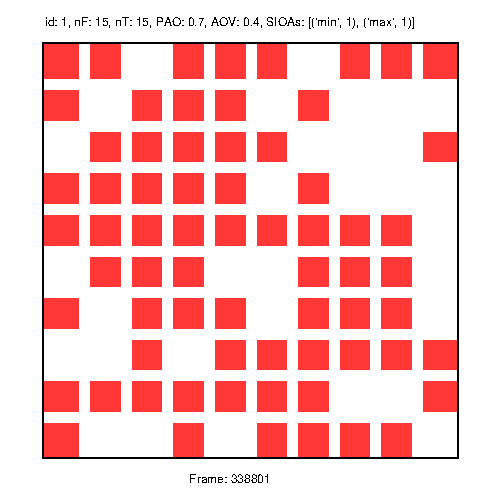 id: 1, nF: 15, nT: 15, PAO: 0.7, AOV: 0.4, SIOAs: [('min', 1), ('max', 1)]
Frame: 338801